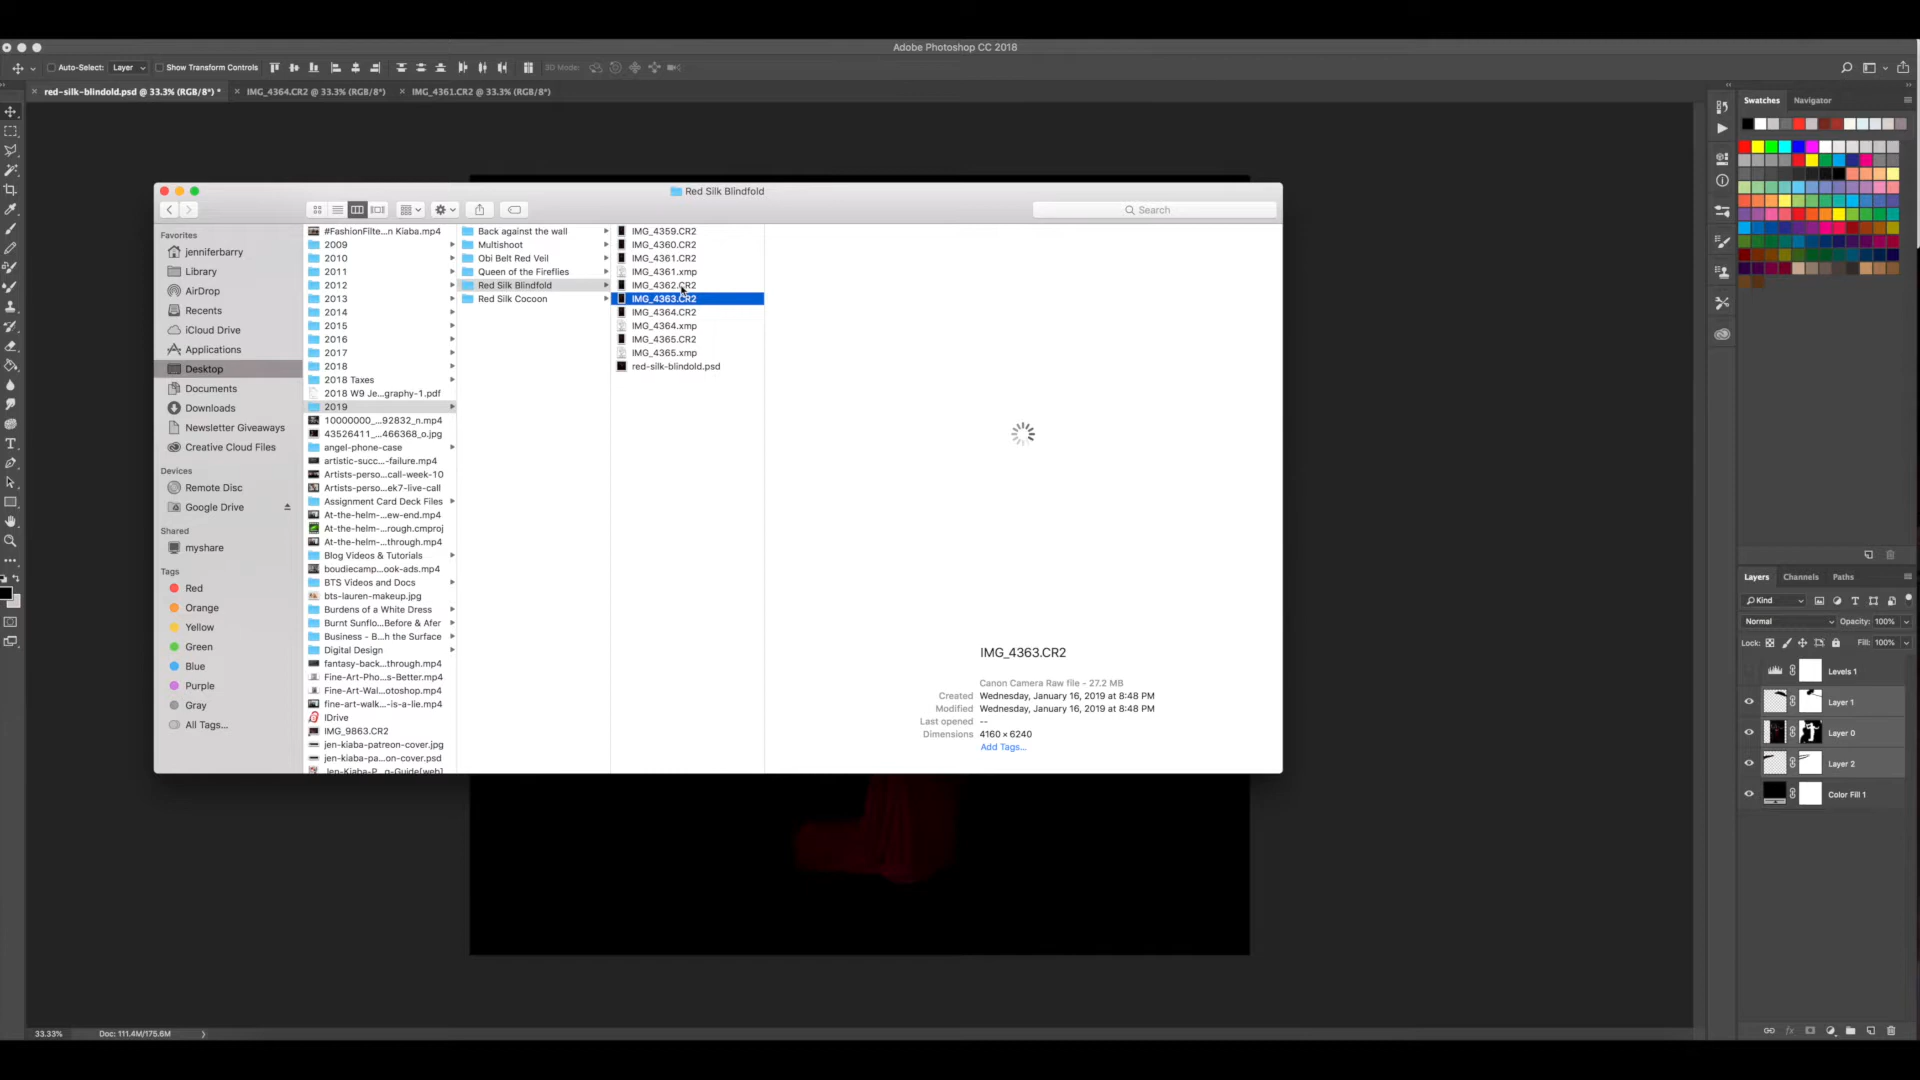 Adobe Photoshop CC 2018
Auto-Select: Layer Show Transform Controls 3D Mode:
red-silk-blindold.psd @ 33.3% (RGB/8*) * IMG_4364.CR2 @ 33.3% (RGB/8*) IMG_4361.CR2 @ 33.3% (RGB/8*)
Swatches Navigator
Red Silk Blindfold
Search
Favorites
jenniferbarry
Library
AirDrop
Recents
iCloud Drive
Applications
Desktop
Documents
Downloads
Newsletter Giveaways
Creative Cloud Files
Devices
Remote Disc
Google Drive
Shared
myshare
Tags
Red
Orange
Yellow
Green
Blue
Purple
Gray
All Tags...
#FashionFilte...n Kiaba.mp4
2009
2010
2011
2012
2013
2014
2015
2016
2017
2018
2018 Taxes
2018 W9 Je...graphy-1.pdf
2019
10000000_...92832_n.mp4
43526411_...466368_o.jpg
angel-phone-case
artistic-succ...-failure.mp4
Artists-perso...call-week-10
Artists-perso...ek7-live-call
Assignment Card Deck Files
At-the-helm-...ew-end.mp4
At-the-helm-...rough.cmproj
At-the-helm-...through.mp4
Blog Videos & Tutorials
boudiecamp...ook-ads.mp4
BTS Videos and Docs
bts-lauren-makeup.jpg
Burdens of a White Dress
Burnt Sunflo...Before & Afer
Business - B...h the Surface
Digital Design
fantasy-back...through.mp4
Fine-Art-Pho...s-Better.mp4
Fine-Art-Wal...otoshop.mp4
fine-art-walk...-is-a-lie.mp4
IDrive
IMG_9863.CR2
jen-kiaba-patreon-cover.jpg
jen-kiaba-pa...on-cover.psd
Jen-Kiaba-P...g-Guide[web]
Back against the wall
Multishoot
Obi Belt Red Veil
Queen of the Fireflies
Red Silk Blindfold
Red Silk Cocoon
IMG_4359.CR2
IMG_4360.CR2
IMG_4361.CR2
IMG_4361.xmp
IMG_4362.CR2
IMG_4363.CR2
IMG_4364.CR2
IMG_4364.xmp
IMG_4365.CR2
IMG_4365.xmp
red-silk-blindold.psd
IMG_4363.CR2
Canon Camera Raw file - 27.2 MB
Created Wednesday, January 16, 2019 at 8:48 PM
Modified Wednesday, January 16, 2019 at 8:48 PM
Last opened --
Dimensions 4160 × 6240
Add Tags...
Layers Channels Paths
Kind
Normal Opacity: 100%
Lock: Fill: 100%
Levels 1
Layer 1
Layer 0
Layer 2
Color Fill 1
33.33% Doc: 111.4M/175.6M